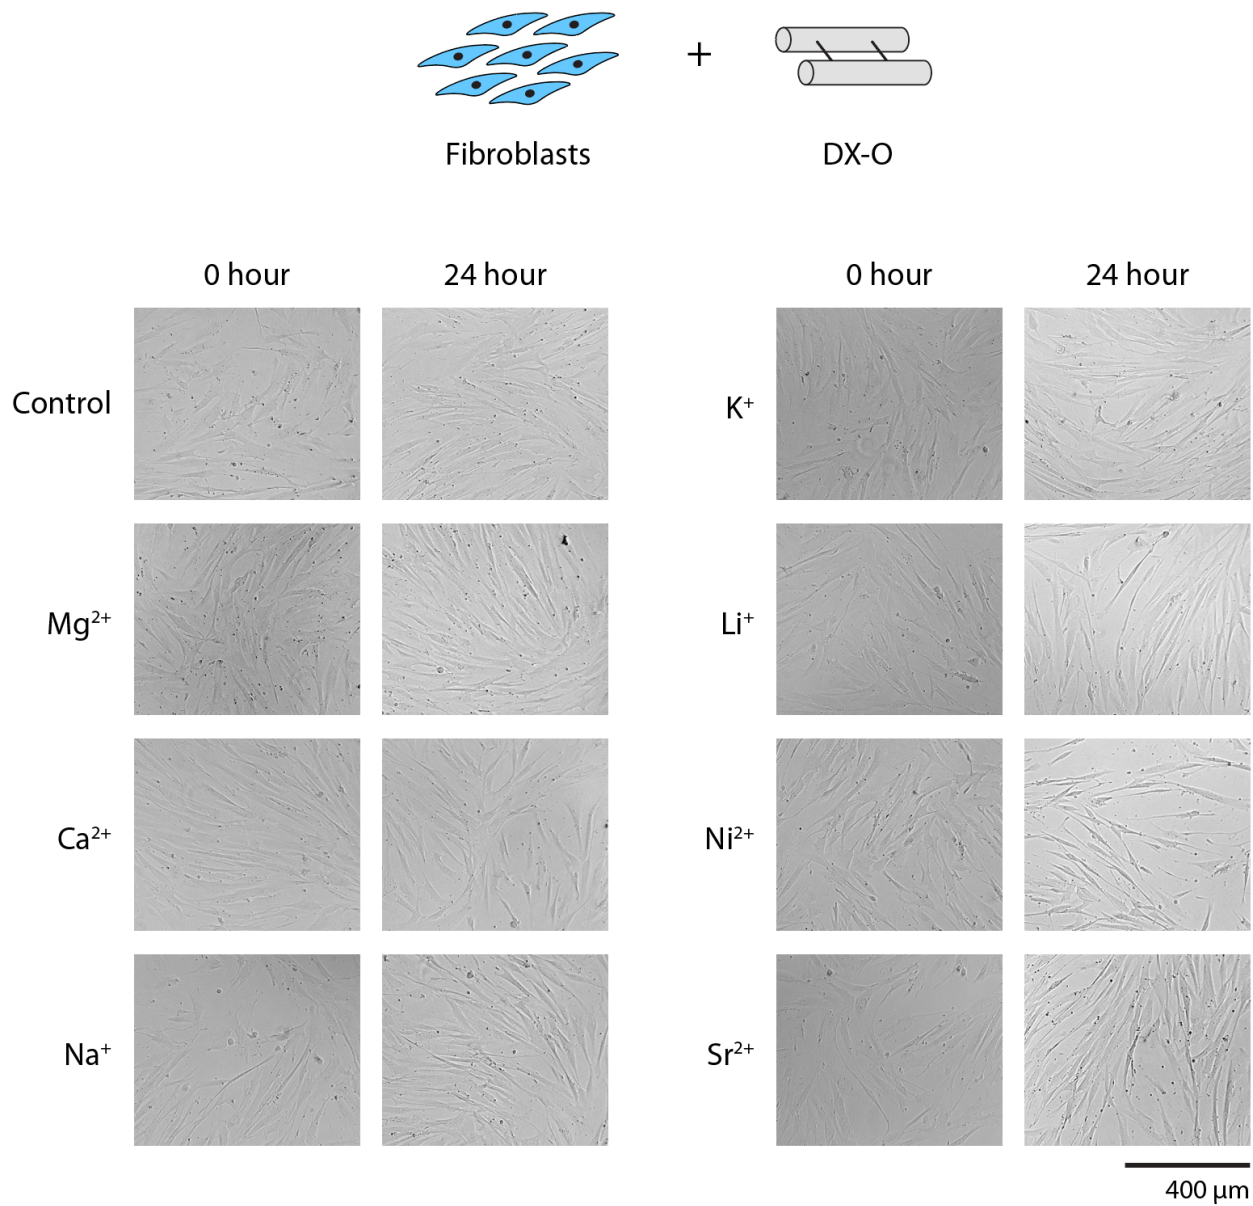 +
Fibroblasts
DX-O
0 hour
24 hour
0 hour
24 hour
Control
K⁺
Mg²⁺
Li⁺
Ca²⁺
Ni²⁺
Na⁺
Sr²⁺
400 µm